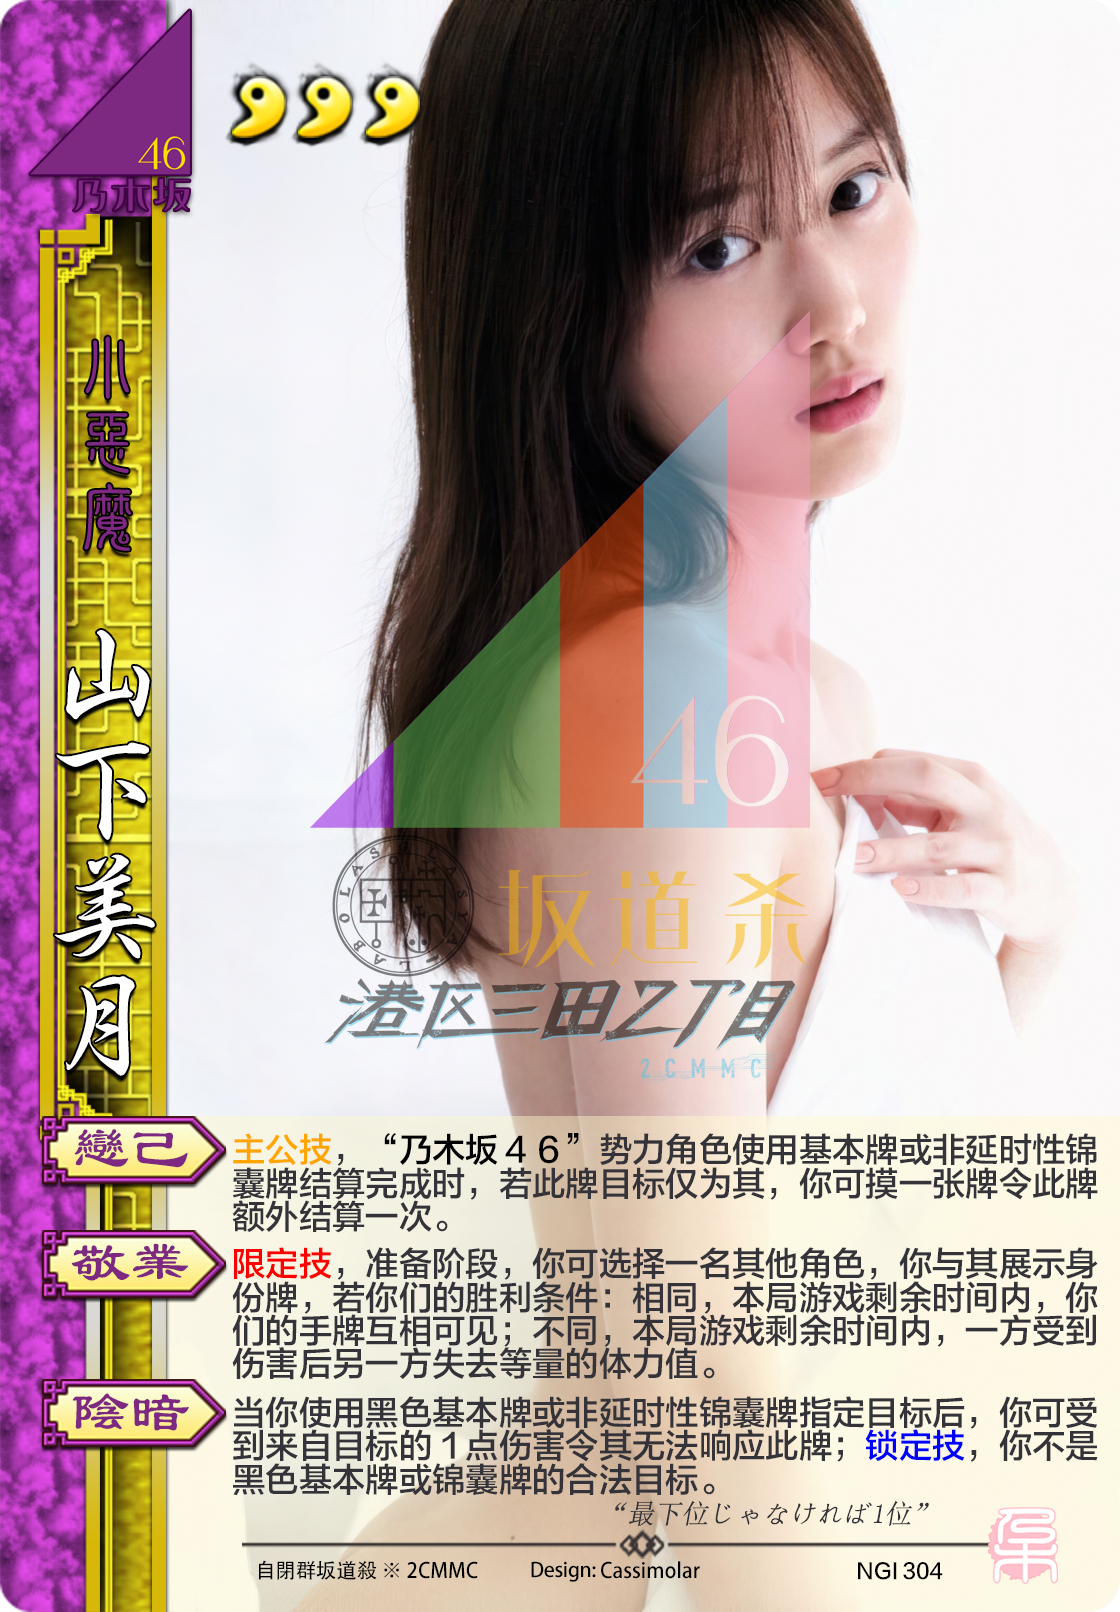 46
乃木坂
小惡魔
山下美月
46
坂道杀
港区三田2丁目
2CMMC
戀己
主公技，“乃木坂４６”势力角色使用基本牌或非延时性锦
囊牌结算完成时，若此牌目标仅为其，你可摸一张牌令此牌
额外结算一次。
敬業
限定技，准备阶段，你可选择一名其他角色，你与其展示身
份牌，若你们的胜利条件：相同，本局游戏剩余时间内，你
们的手牌互相可见；不同，本局游戏剩余时间内，一方受到
伤害后另一方失去等量的体力值。
陰暗
当你使用黑色基本牌或非延时性锦囊牌指定目标后，你可受
到来自目标的1点伤害令其无法响应此牌；锁定技，你不是
黑色基本牌或锦囊牌的合法目标。
“最下位じゃなければ1位”
自閉群坂道殺 ※ 2CMMC
Design: Cassimolar
NGI 304